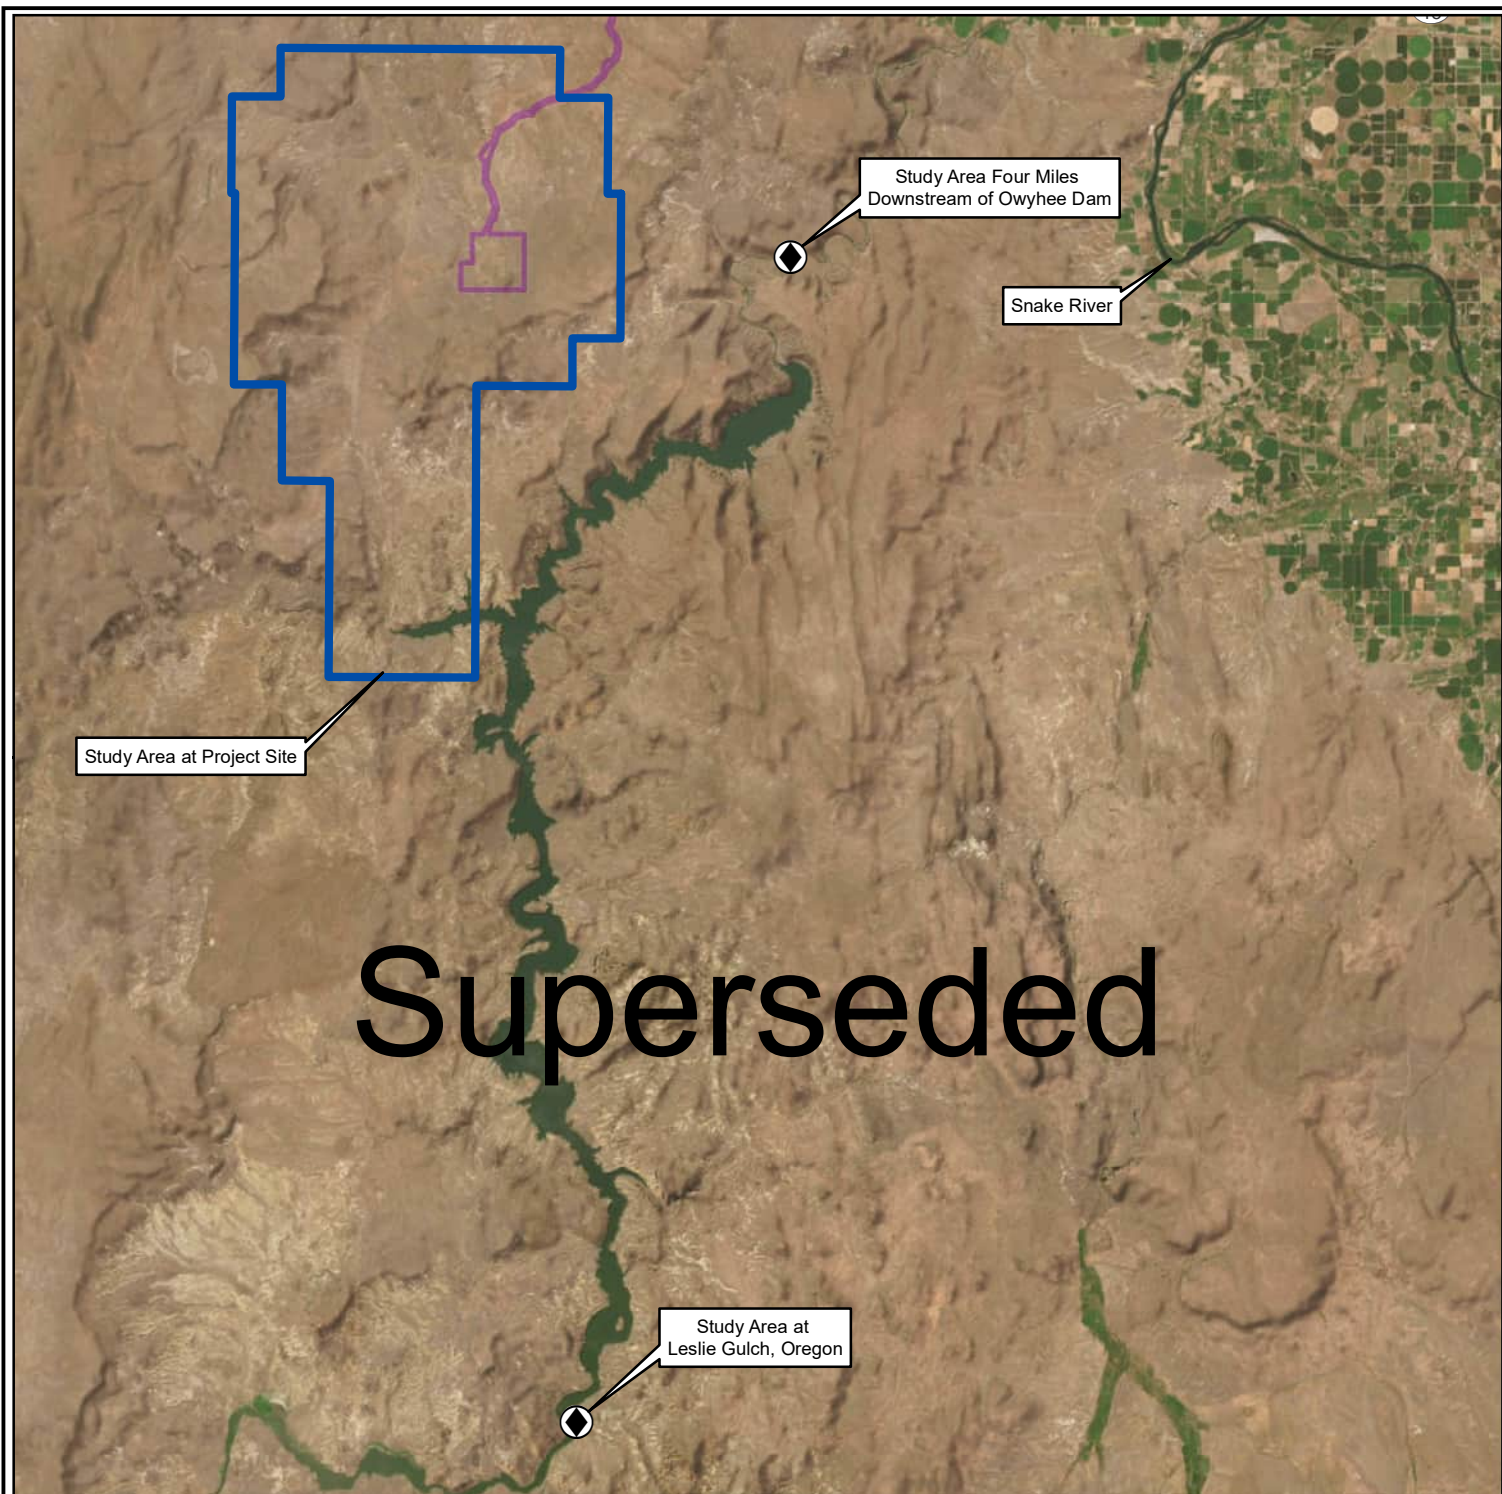 Study Area Four Miles
Downstream of Owyhee Dam
Snake River
Study Area at Project Site
Superseded
Study Area at
Leslie Gulch, Oregon